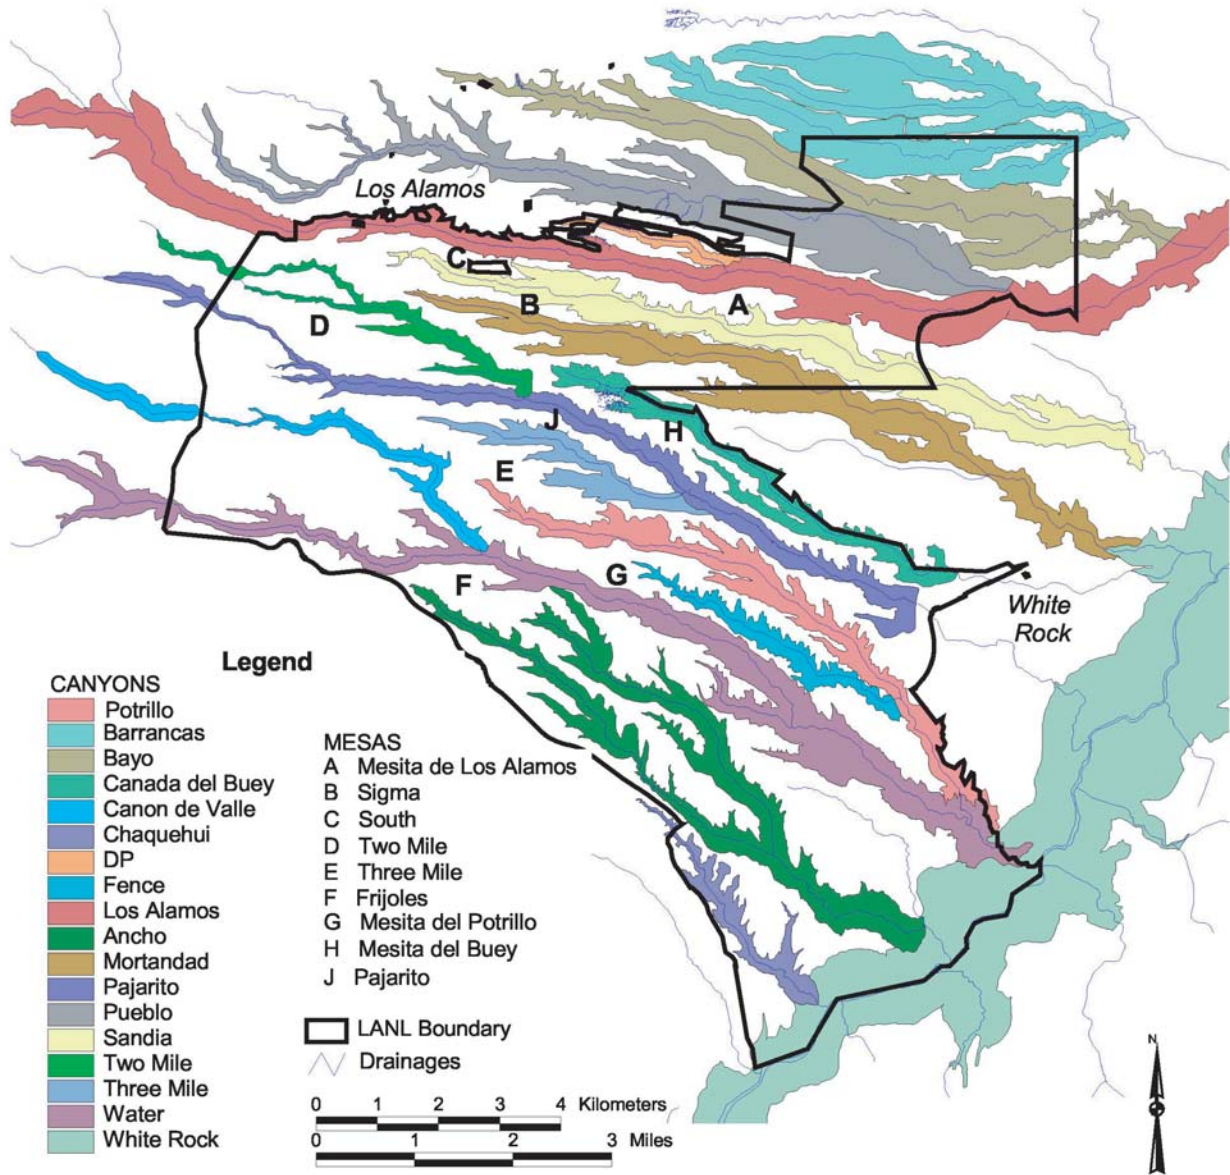 Los Alamos
C
B
A
D
J
H
E
G
F
White
Rock
Legend
CANYONS
Potrillo
Barrancas
Bayo
Canada del Buey
Canon de Valle
Chaquehui
DP
Fence
Los Alamos
Ancho
Mortandad
Pajarito
Pueblo
Sandia
Two Mile
Three Mile
Water
White Rock
MESAS
A Mesita de Los Alamos
B Sigma
C South
D Two Mile
E Three Mile
F Frijoles
G Mesita del Potrillo
H Mesita del Buey
J Pajarito
LANL Boundary
Drainages
0 1 2 3 4 Kilometers
0 1 2 3 Miles
N